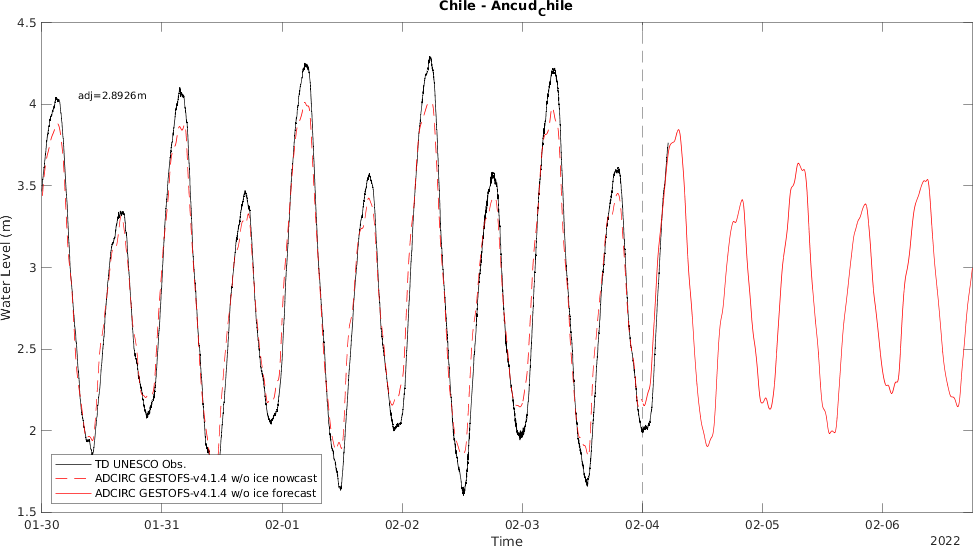 Chile - Ancud_Chile
4.5
4
3.5
3
2.5
2
1.5
Water Level (m)
adj=2.8926m
TD UNESCO Obs.
ADCIRC GESTOFS-v4.1.4 w/o ice nowcast
ADCIRC GESTOFS-v4.1.4 w/o ice forecast
01-30 01-31 02-01 02-02 02-03 02-04 02-05 02-06
Time
2022